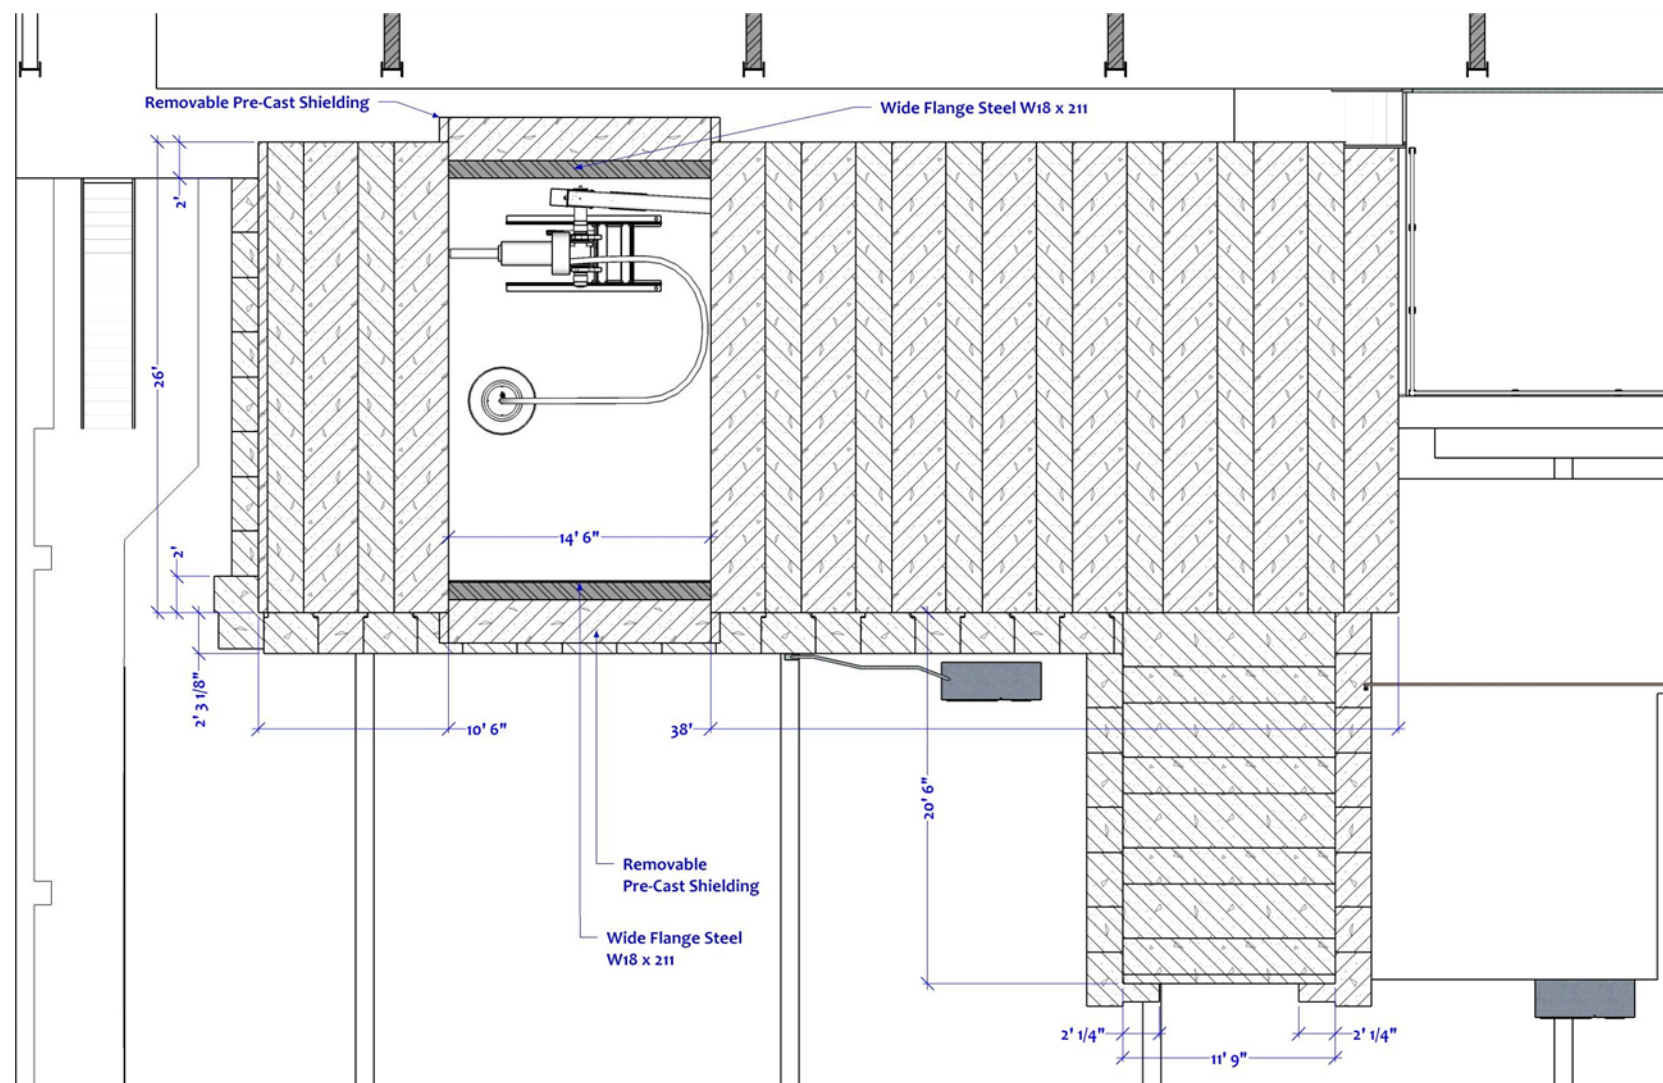 Removable Pre-Cast Shielding
Wide Flange Steel W18 x 211
2'
26'
14' 6"
2'
2' 3 1/8"
10' 6"
38'
20' 6"
Removable
Pre-Cast Shielding
Wide Flange Steel
W18 x 211
2' 1/4"
2' 1/4"
11' 9"